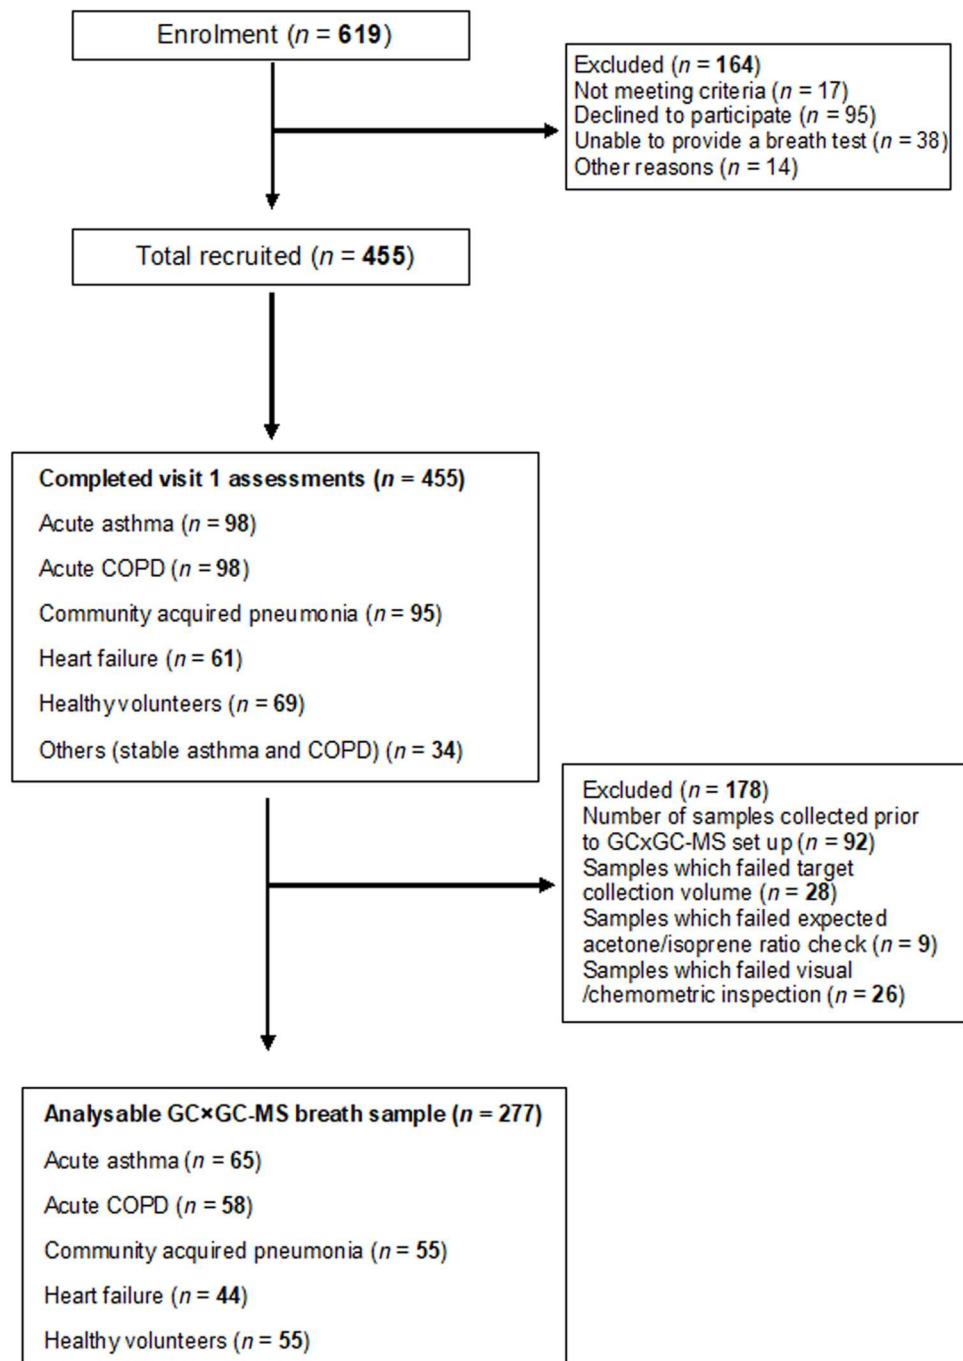 Enrolment (n = 619)
Excluded (n = 164)
Not meeting criteria (n = 17)
Declined to participate (n = 95)
Unable to provide a breath test (n = 38)
Other reasons (n = 14)
Total recruited (n = 455)
Completed visit 1 assessments (n = 455)
Acute asthma (n = 98)
Acute COPD (n = 98)
Community acquired pneumonia (n = 95)
Heart failure (n = 61)
Healthy volunteers (n = 69)
Others (stable asthma and COPD) (n = 34)
Excluded (n = 178)
Number of samples collected prior
to GCxGC-MS set up (n = 92)
Samples which failed target
collection volume (n = 28)
Samples which failed expected
acetone/isoprene ratio check (n = 9)
Samples which failed visual
/chemometric inspection (n = 26)
Analysable GC×GC-MS breath sample (n = 277)
Acute asthma (n = 65)
Acute COPD (n = 58)
Community acquired pneumonia (n = 55)
Heart failure (n = 44)
Healthy volunteers (n = 55)